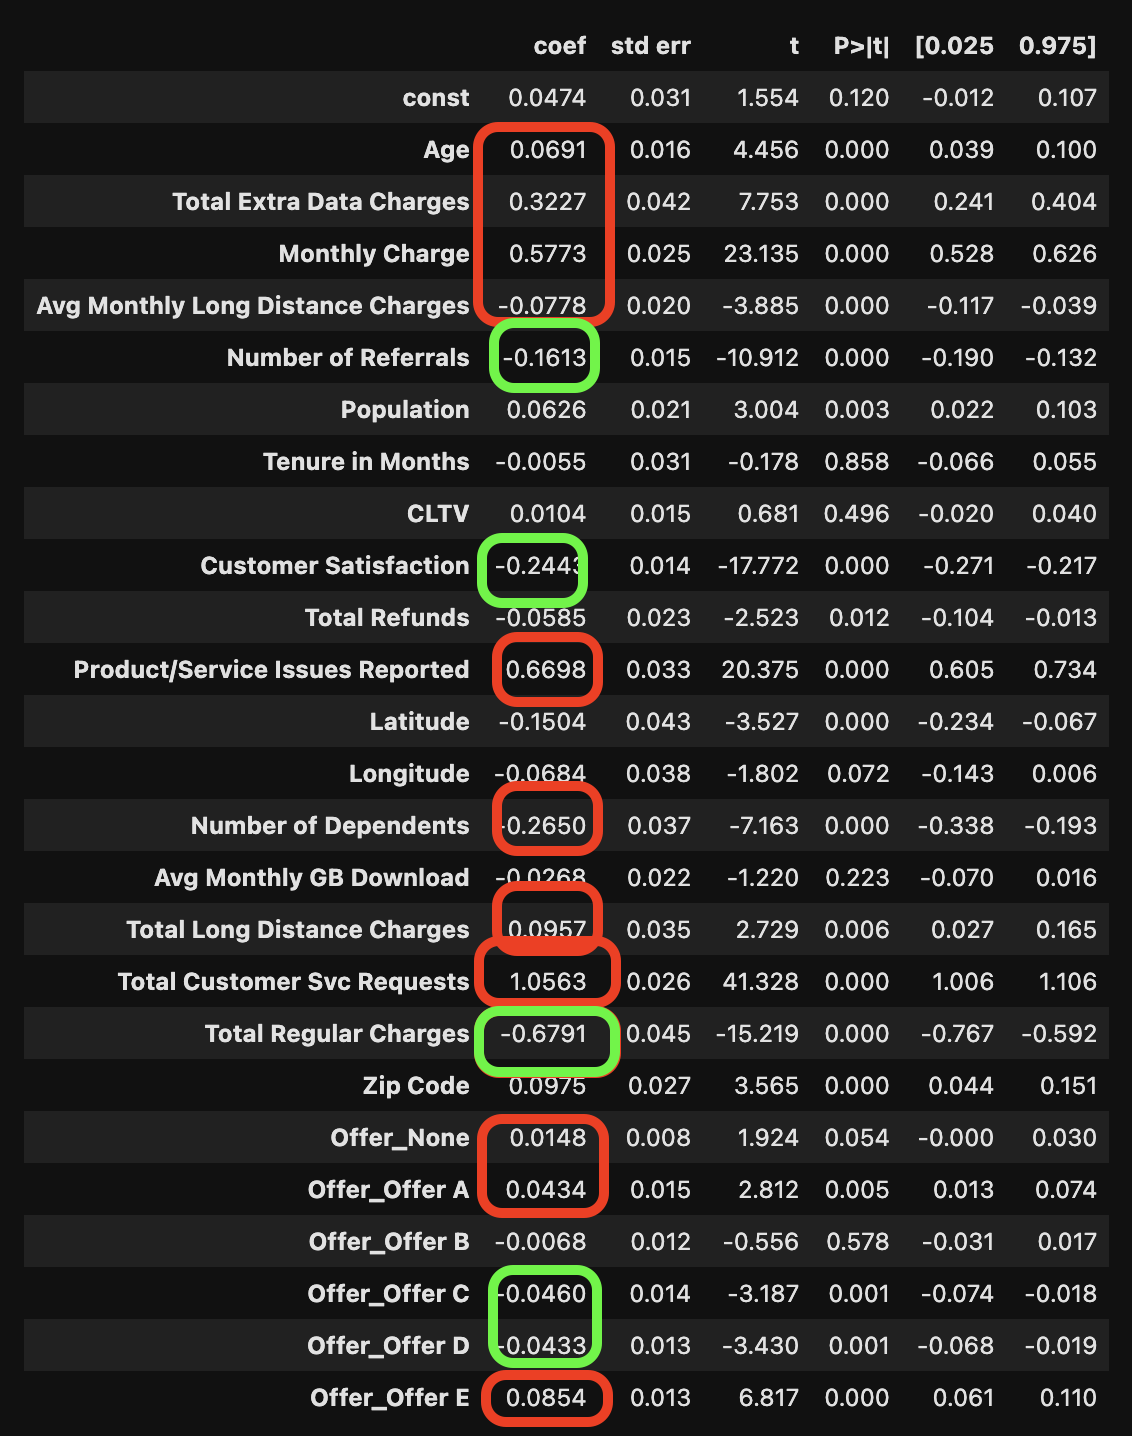 coef std err t P>|t| [0.025 0.975]
const 0.0474 0.031 1.554 0.120 -0.012 0.107
Age 0.0691 0.016 4.456 0.000 0.039 0.100
Total Extra Data Charges 0.3227 0.042 7.753 0.000 0.241 0.404
Monthly Charge 0.5773 0.025 23.135 0.000 0.528 0.626
Avg Monthly Long Distance Charges -0.0778 0.020 -3.885 0.000 -0.117 -0.039
Number of Referrals -0.1613 0.015 -10.912 0.000 -0.190 -0.132
Population 0.0626 0.021 3.004 0.003 0.022 0.103
Tenure in Months -0.0055 0.031 -0.178 0.858 -0.066 0.055
CLTV 0.0104 0.015 0.681 0.496 -0.020 0.040
Customer Satisfaction -0.2443 0.014 -17.772 0.000 -0.271 -0.217
Total Refunds -0.0585 0.023 -2.523 0.012 -0.104 -0.013
Product/Service Issues Reported 0.6698 0.033 20.375 0.000 0.605 0.734
Latitude -0.1504 0.043 -3.527 0.000 -0.234 -0.067
Longitude -0.0684 0.038 -1.802 0.072 -0.143 0.006
Number of Dependents -0.2650 0.037 -7.163 0.000 -0.338 -0.193
Avg Monthly GB Download -0.0268 0.022 -1.220 0.223 -0.070 0.016
Total Long Distance Charges 0.0957 0.035 2.729 0.006 0.027 0.165
Total Customer Svc Requests 1.0563 0.026 41.328 0.000 1.006 1.106
Total Regular Charges -0.6791 0.045 -15.219 0.000 -0.767 -0.592
Zip Code 0.0975 0.027 3.565 0.000 0.044 0.151
Offer_None 0.0148 0.008 1.924 0.054 -0.000 0.030
Offer_Offer A 0.0434 0.015 2.812 0.005 0.013 0.074
Offer_Offer B -0.0068 0.012 -0.556 0.578 -0.031 0.017
Offer_Offer C -0.0460 0.014 -3.187 0.001 -0.074 -0.018
Offer_Offer D -0.0433 0.013 -3.430 0.001 -0.068 -0.019
Offer_Offer E 0.0854 0.013 6.817 0.000 0.061 0.110